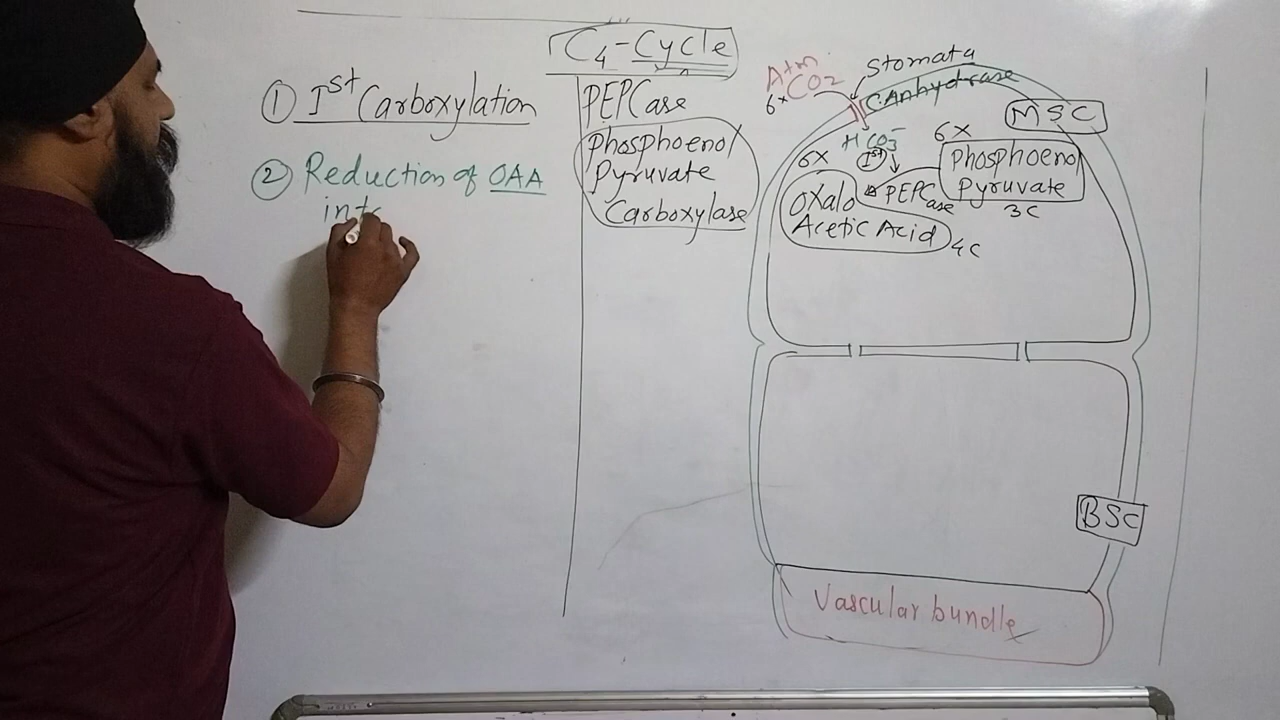 C4-Cycle
① Ist Carboxylation
② Reduction of OAA
into
PEPCase
Phosphoenol
Pyruvate
Carboxylase
Atm
6x CO2
Stomata
C Anhydrase
MSC
HCO3-
Ist
6x
6x
Phosphoenol
Pyruvate
3C
PEPCase
Oxalo
Acetic Acid
4C
BSC
Vascular bundle